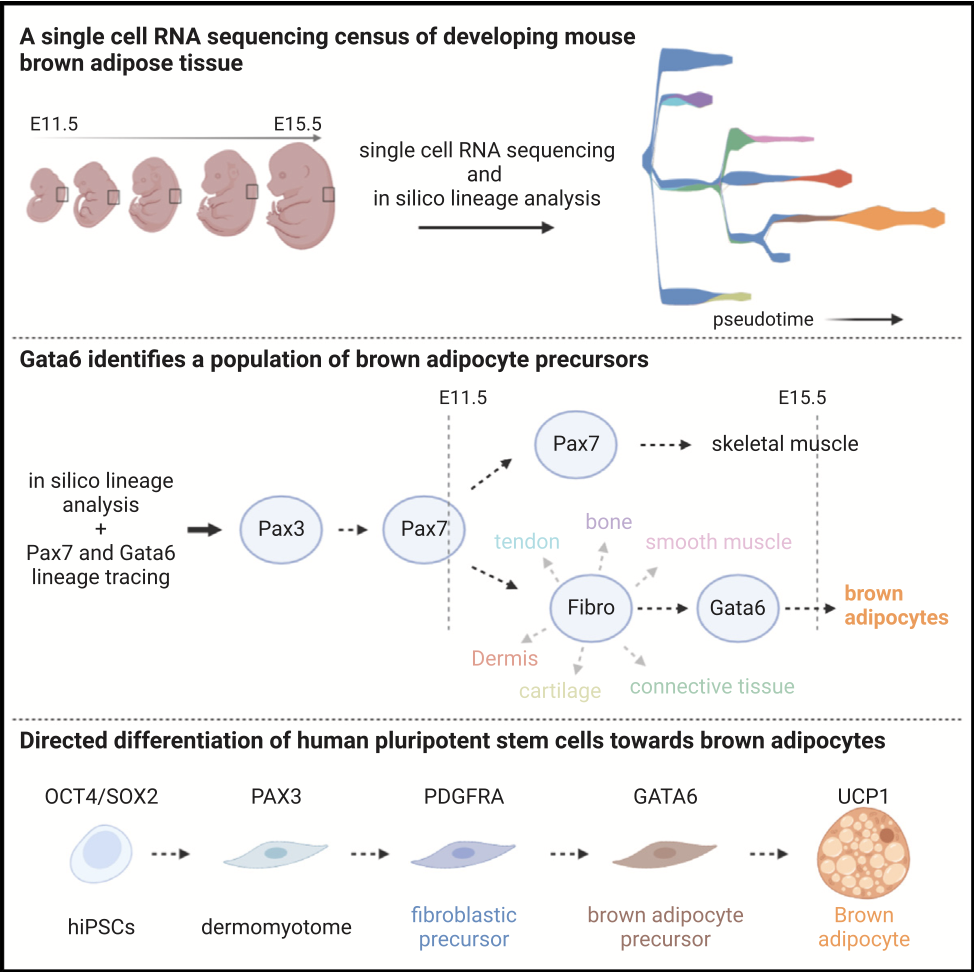 A single cell RNA sequencing census of developing mouse
brown adipose tissue
E11.5
E15.5
single cell RNA sequencing
and
in silico lineage analysis
pseudotime
Gata6 identifies a population of brown adipocyte precursors
E11.5
E15.5
in silico lineage
analysis
+
Pax7 and Gata6
lineage tracing
Pax3
Pax7
Pax7
skeletal muscle
bone
tendon
smooth muscle
Fibro
Gata6
brown
adipocytes
Dermis
cartilage
connective tissue
Directed differentiation of human pluripotent stem cells towards brown adipocytes
OCT4/SOX2
PAX3
PDGFRA
GATA6
UCP1
hiPSCs
dermomyotome
fibroblastic
precursor
brown adipocyte
precursor
Brown
adipocyte